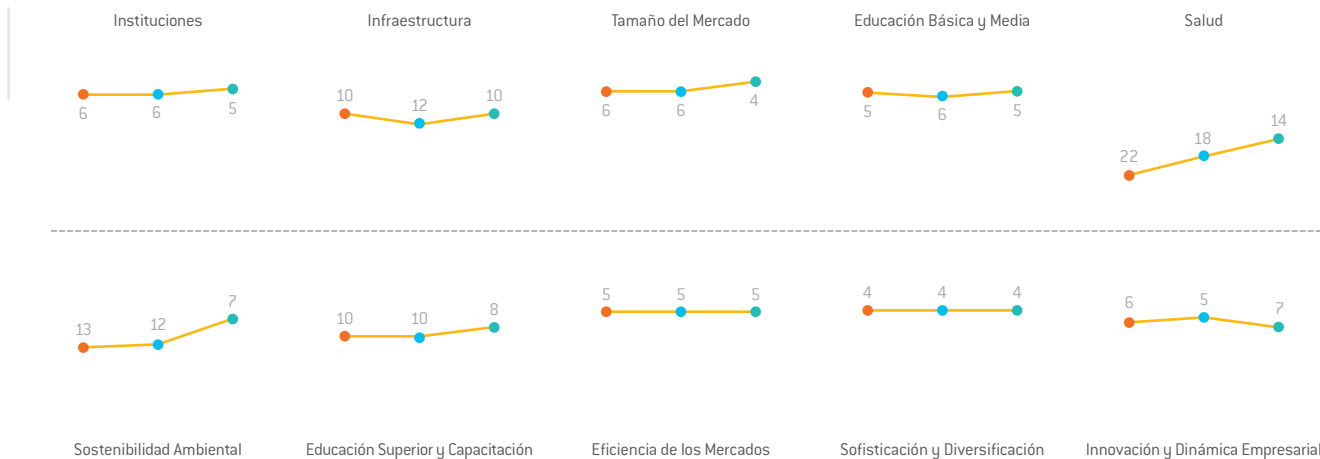 Instituciones
Infraestructura
Tamaño del Mercado
Educación Básica y Media
Salud
6 6 5
10 12 10
6 6 4
5 6 5
22 18 14
13 12 7
10 10 8
5 5 5
4 4 4
6 5 7
Sostenibilidad Ambiental
Educación Superior y Capacitación
Eficiencia de los Mercados
Sofisticación y Diversificación
Innovación y Dinámica Empresarial